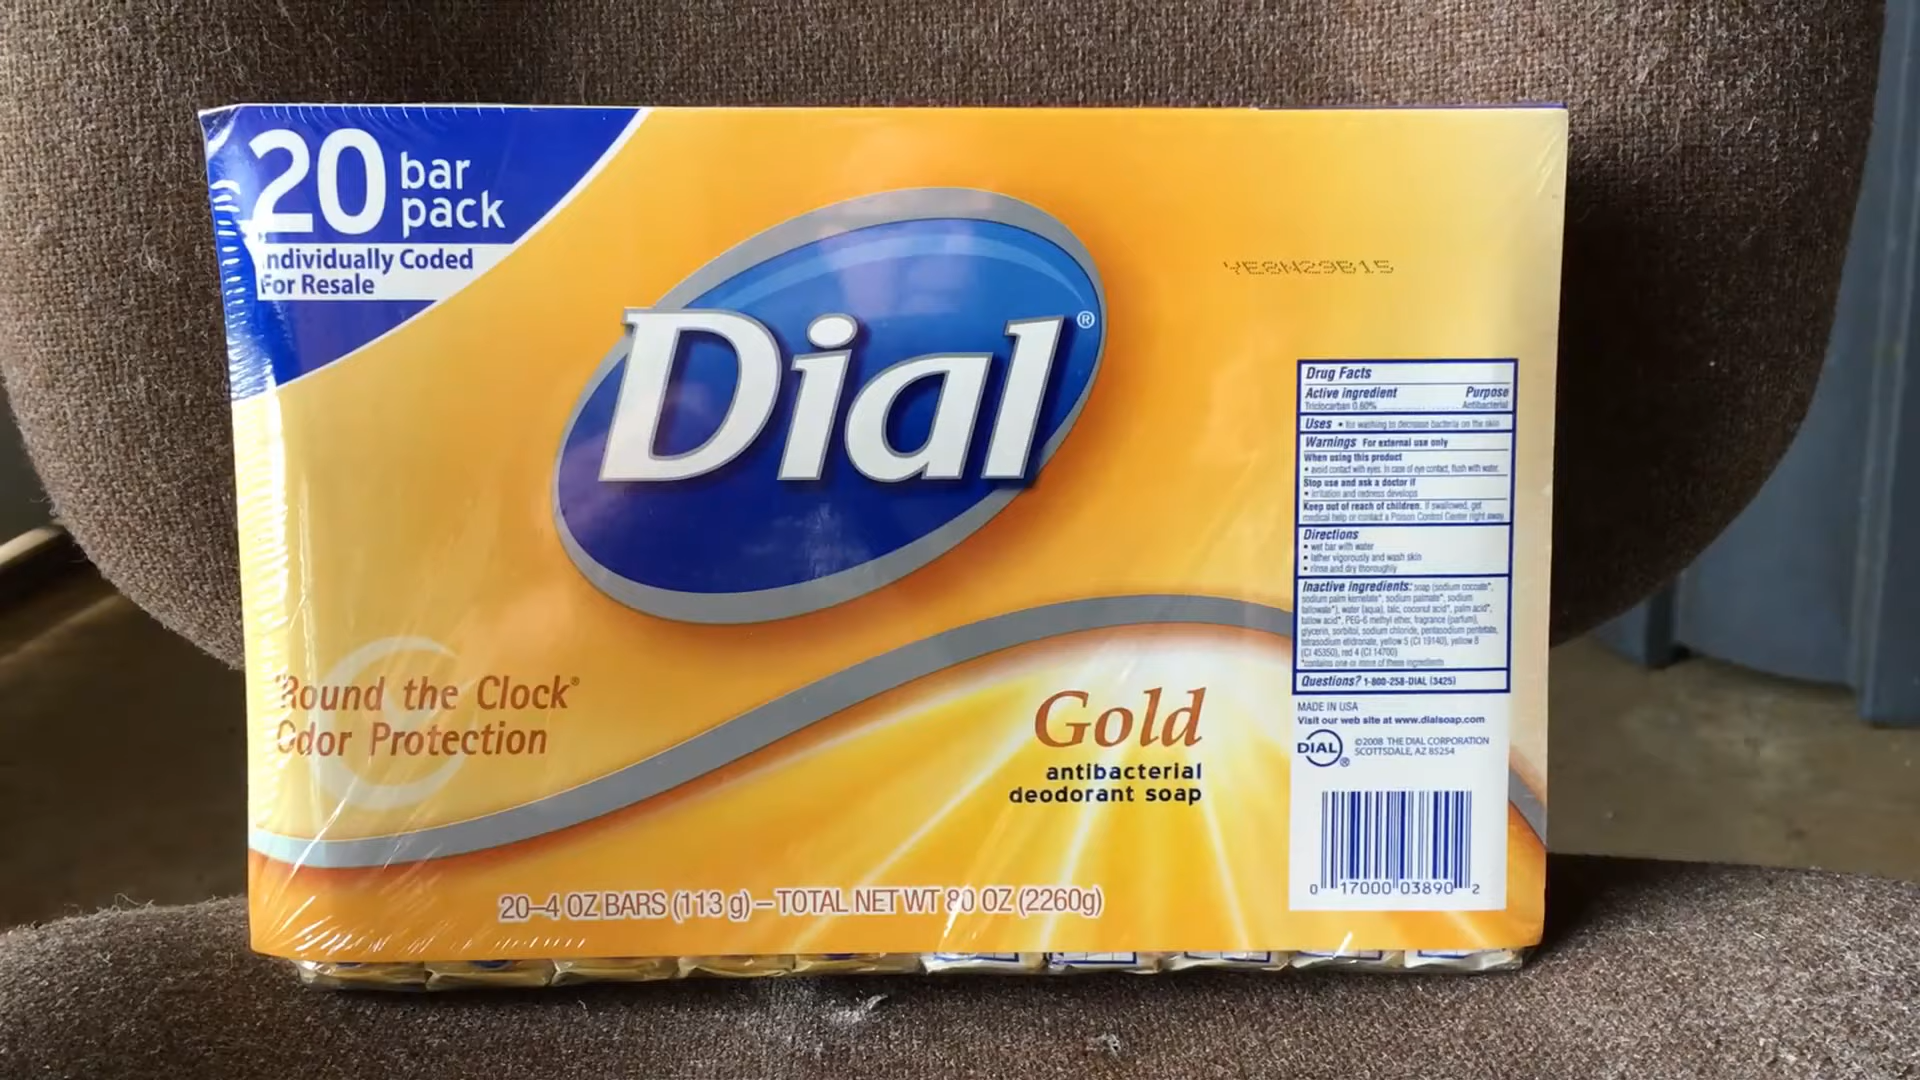 20 bar
pack
Individually Coded
For Resale
Dial®
YE8N29B15
'Round the Clock®
Odor Protection
Gold
antibacterial
deodorant soap
20–4 OZ BARS (113 g) – TOTAL NET WT 80 OZ (2260g)
Drug Facts
Active ingredient Purpose
Triclocarban 0.60% Antibacterial
Uses • for washing to decrease bacteria on the skin
Warnings For external use only
When using this product
• avoid contact with eyes. In case of eye contact, flush with water.
Stop use and ask a doctor if
• irritation and redness develops
Keep out of reach of children. If swallowed, get
medical help or contact a Poison Control Center right away.
Directions
• wet bar with water
• lather vigorously and wash skin
• rinse and dry thoroughly
Inactive ingredients: soap (sodium cocoate*,
sodium palm kernelate*, sodium palmate*, sodium
tallowate*), water (aqua), talc, coconut acid*, palm acid*,
tallow acid*, PEG-6 methyl ether, fragrance (parfum),
glycerin, sorbitol, sodium chloride, pentasodium pentetate,
tetrasodium etidronate, yellow 5 (CI 19140), yellow 8
(CI 45350), red 4 (CI 14700)
*contains one or more of these ingredients
Questions? 1-800-258-DIAL (3425)
MADE IN USA
Visit our web site at www.dialsoap.com
DIAL® ©2008 THE DIAL CORPORATION
SCOTTSDALE, AZ 85254
0 17000 03890 2